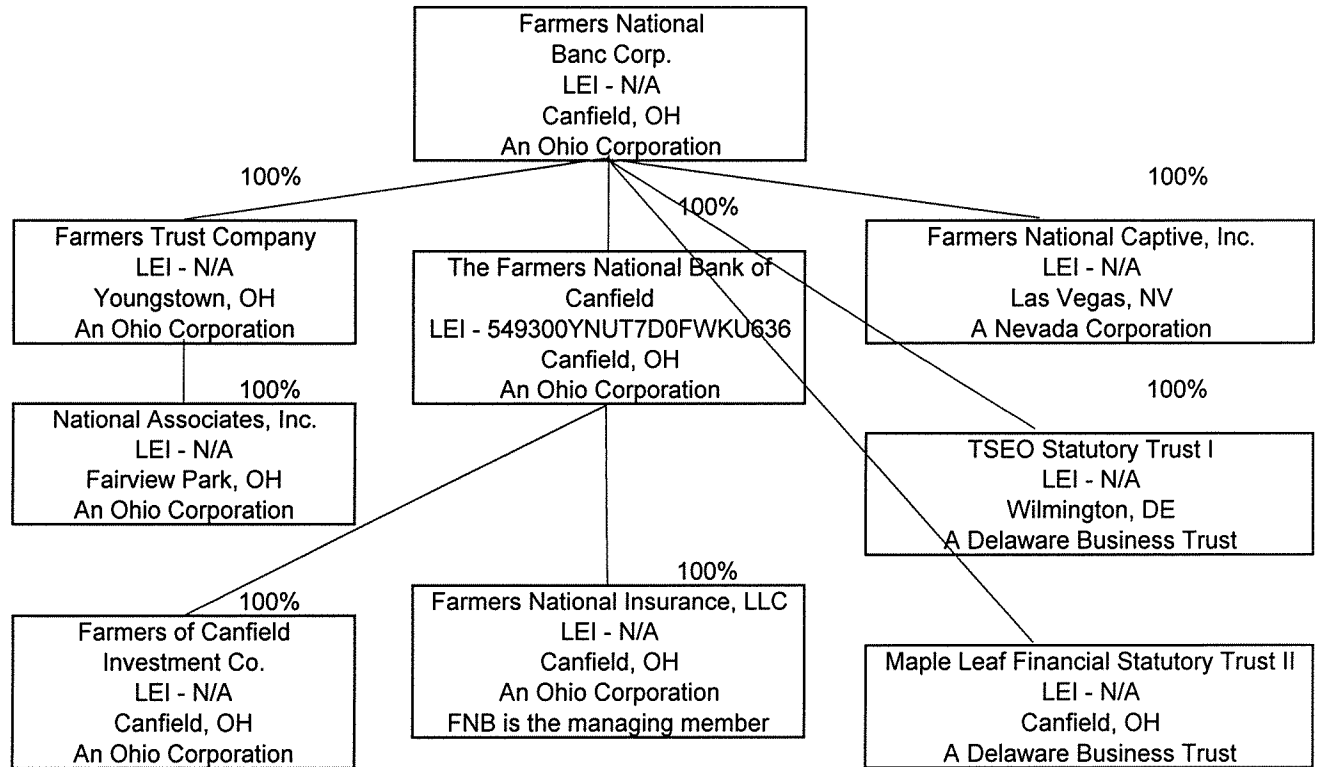 Farmers National
Banc Corp.
LEI - N/A
Canfield, OH
An Ohio Corporation
100%
Farmers Trust Company
LEI - N/A
Youngstown, OH
An Ohio Corporation
100%
National Associates, Inc.
LEI - N/A
Fairview Park, OH
An Ohio Corporation
100%
The Farmers National Bank of
Canfield
LEI - 549300YNUT7D0FWKU636
Canfield, OH
An Ohio Corporation
100%
Farmers of Canfield
Investment Co.
LEI - N/A
Canfield, OH
An Ohio Corporation
100%
Farmers National Insurance, LLC
LEI - N/A
Canfield, OH
An Ohio Corporation
FNB is the managing member
100%
Farmers National Captive, Inc.
LEI - N/A
Las Vegas, NV
A Nevada Corporation
100%
TSEO Statutory Trust I
LEI - N/A
Wilmington, DE
A Delaware Business Trust
Maple Leaf Financial Statutory Trust II
LEI - N/A
Canfield, OH
A Delaware Business Trust